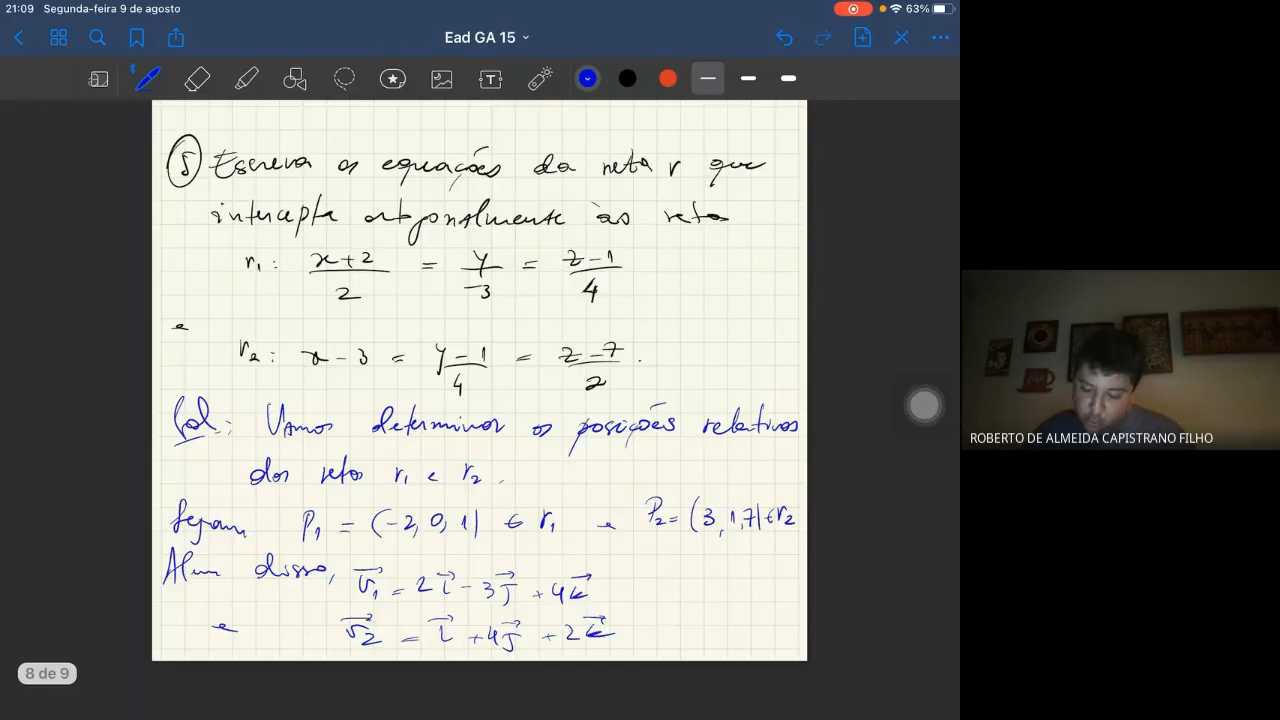 21:09 Segunda-feira 9 de agosto
63%
Ead GA 15
⑤ Escreva as equações da reta r que
intercepta ortogonalmente às retas
r₁: (x+2)/2 = y/-3 = (z-1)/4
e
r₂: x-3 = (y-1)/4 = (z-7)/2.
Sol.: Vamos determinar as posições relativas
das retas r₁ e r₂.
Sejam P₁ = (-2, 0, 1) ∈ r₁ e P₂ = (3, 1, 7) ∈ r₂
Além disso, v⃗₁ = 2i⃗ - 3j⃗ + 4k⃗
e v⃗₂ = i⃗ + 4j⃗ + 2k⃗
8 de 9
ROBERTO DE ALMEIDA CAPISTRANO FILHO